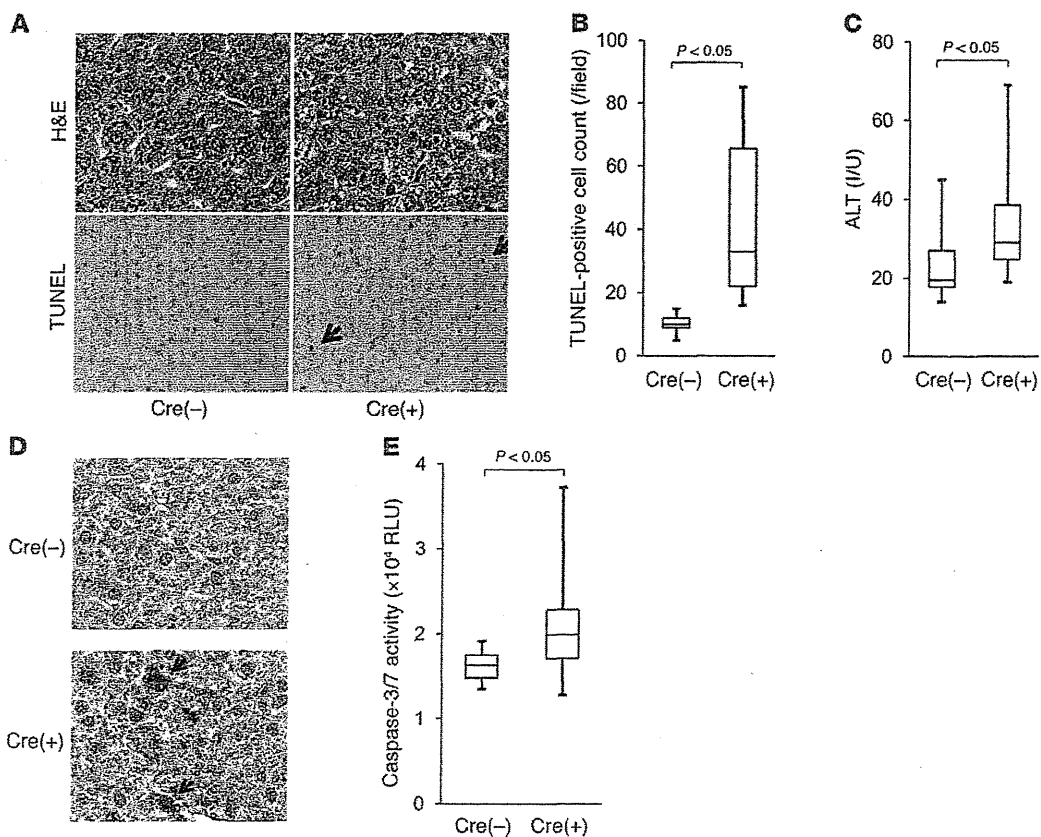 A
H&E
TUNEL
Cre(–)
Cre(+)
B
P < 0.05
TUNEL-positive cell count (/field)
100
80
60
40
20
0
Cre(–)
Cre(+)
C
P < 0.05
ALT (I/U)
80
60
40
20
0
Cre(–)
Cre(+)
D
Cre(–)
Cre(+)
E
P < 0.05
Caspase-3/7 activity (×10⁴ RLU)
4
3
2
1
0
Cre(–)
Cre(+)